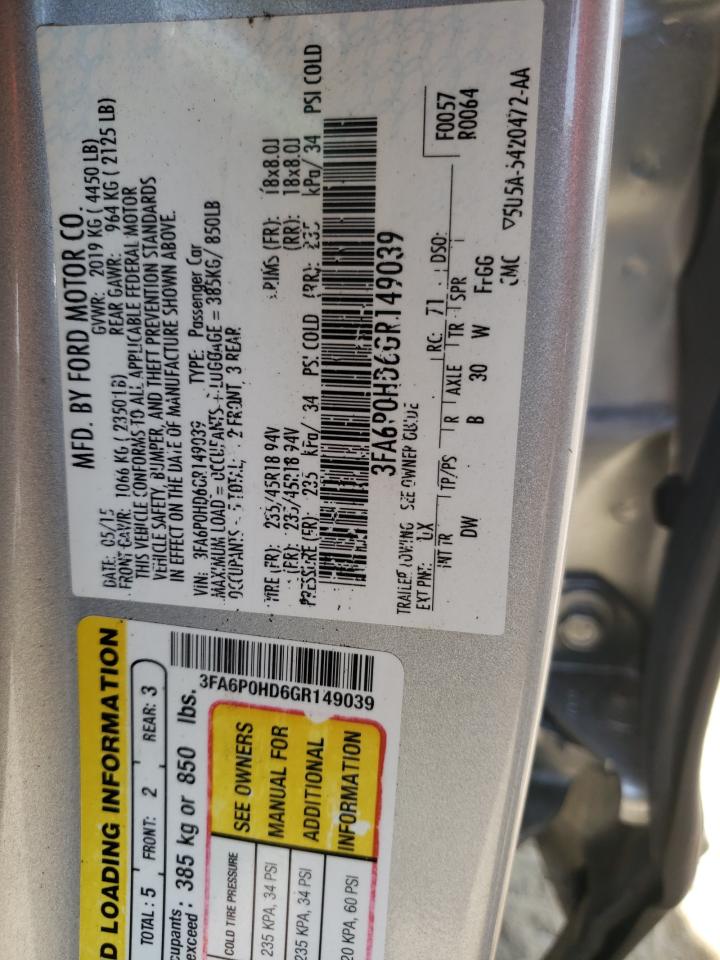 MFD. BY FORD MOTOR CO.
DATE: 05/15 GVWR: 2019 KG ( 4450 LB)
FRONT GAWR: 1066 KG (2350LB) REAR GAWR: 964 KG ( 2125 LB)
THIS VEHICLE CONFORMS TO ALL APPLICABLE FEDERAL MOTOR
VEHICLE SAFETY, BUMPER, AND THEFT PREVENTION STANDARDS
IN EFFECT ON THE DATE OF MANUFACTURE SHOWN ABOVE.
VIN: 3FA6P0HD6GR149039 TYPE: Passenger Car
MAXIMUM LOAD = OCCUPANTS + LUGGAGE = 385KG/ 850LB
OCCUPANTS - 5 TOTAL: 2 FRONT, 3 REAR
TIRE (FR): 235/45R18 94V RIMS (FR): 18x8.0J
(RR): 235/45R18 94V (RR): 18x8.0J
PRESSURE (FR): 235 kPa/ 34 PSI COLD (RR): 235 kPa/ 34 PSI COLD
3FA6P0HD6GR149039
TRAILER TOWING - SEE OWNER GUIDE
EXT PNT: UX RC: 71 DSO: F0057
R0064
INT TR TP/PS R AXLE TR SPR
DW B 30 W FrGG
5U5A-5420472-AA
D LOADING INFORMATION
TOTAL : 5 FRONT: 2 REAR: 3
cupants
exceed : 385 kg or 850 lbs.
3FA6P0HD6GR149039
COLD TIRE PRESSURE
235 KPA, 34 PSI
235 KPA, 34 PSI
20 KPA, 60 PSI
SEE OWNERS
MANUAL FOR
ADDITIONAL
INFORMATION